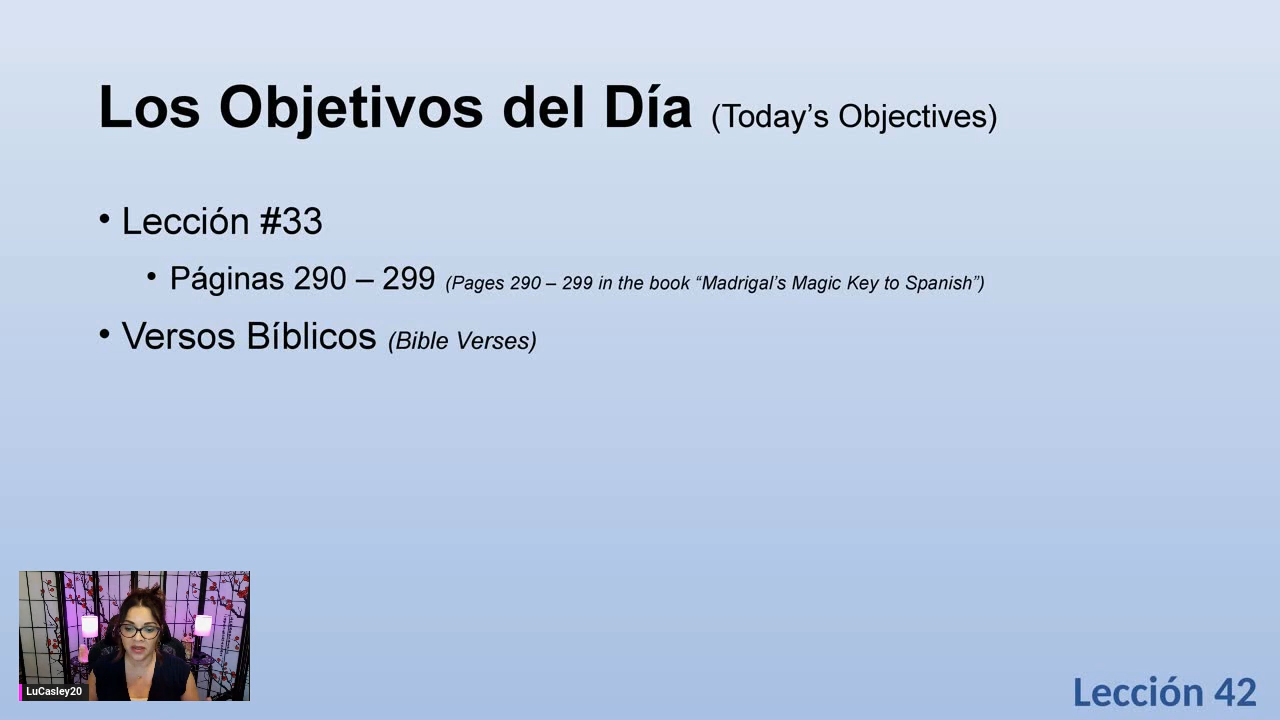 Los Objetivos del Día (Today’s Objectives)
• Lección #33
• Páginas 290 – 299 (Pages 290 – 299 in the book “Madrigal’s Magic Key to Spanish”)
• Versos Bíblicos (Bible Verses)
LuCasley20
Lección 42